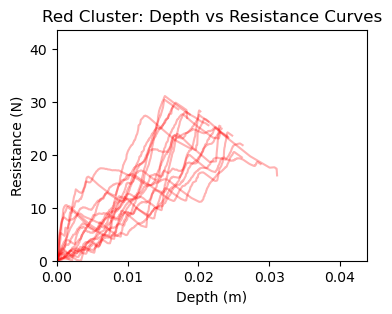 Red Cluster: Depth vs Resistance Curves
Resistance (N)
40
30
20
10
0
0.00 0.01 0.02 0.03 0.04
Depth (m)